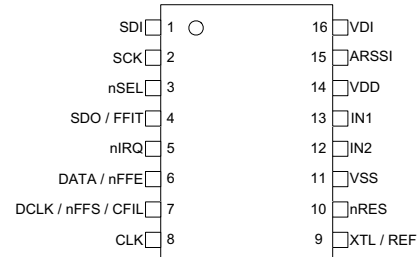 SDI 1 16 VDI
SCK 2 15 ARSSI
nSEL 3 14 VDD
SDO / FFIT 4 13 IN1
nIRQ 5 12 IN2
DATA / nFFE 6 11 VSS
DCLK / nFFS / CFIL 7 10 nRES
CLK 8 9 XTL / REF